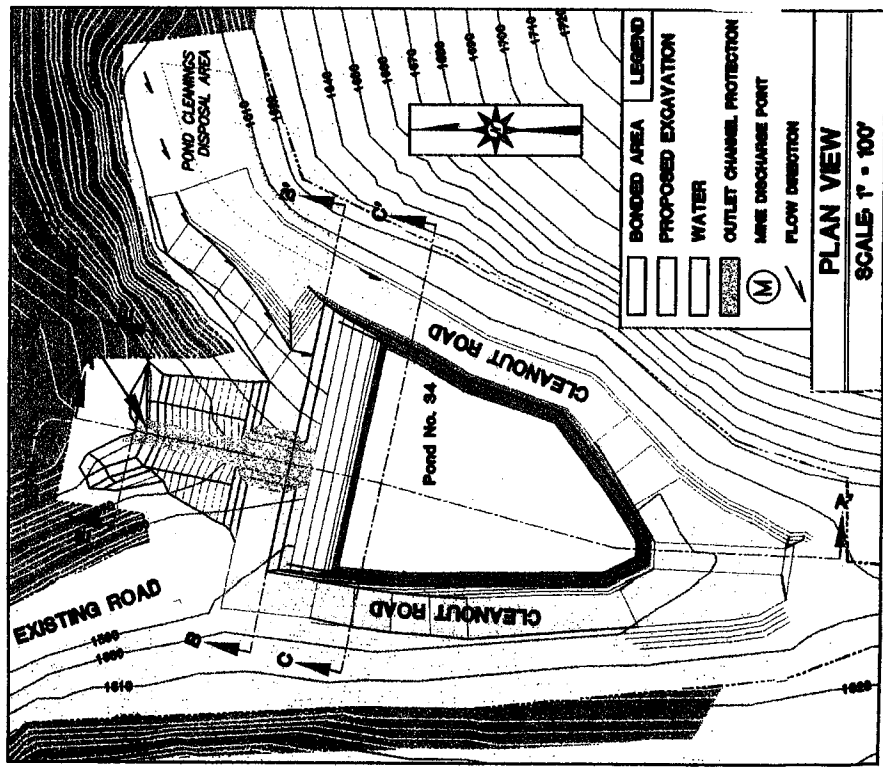 POND CLEANINGS
DISPOSAL AREA
1610
1640
1650
1660
1670
1680
1690
1700
1710
1720
B'
C'
EXISTING ROAD
1600
1610
B
C
Pond No. 34
CLEANOUT ROAD
CLEANOUT ROAD
A'
1620
LEGEND
BONDED AREA
PROPOSED EXCAVATION
WATER
OUTLET CHANNEL PROTECTION
M MINE DISCHARGE POINT
FLOW DIRECTION
PLAN VIEW
SCALE: 1" = 100'